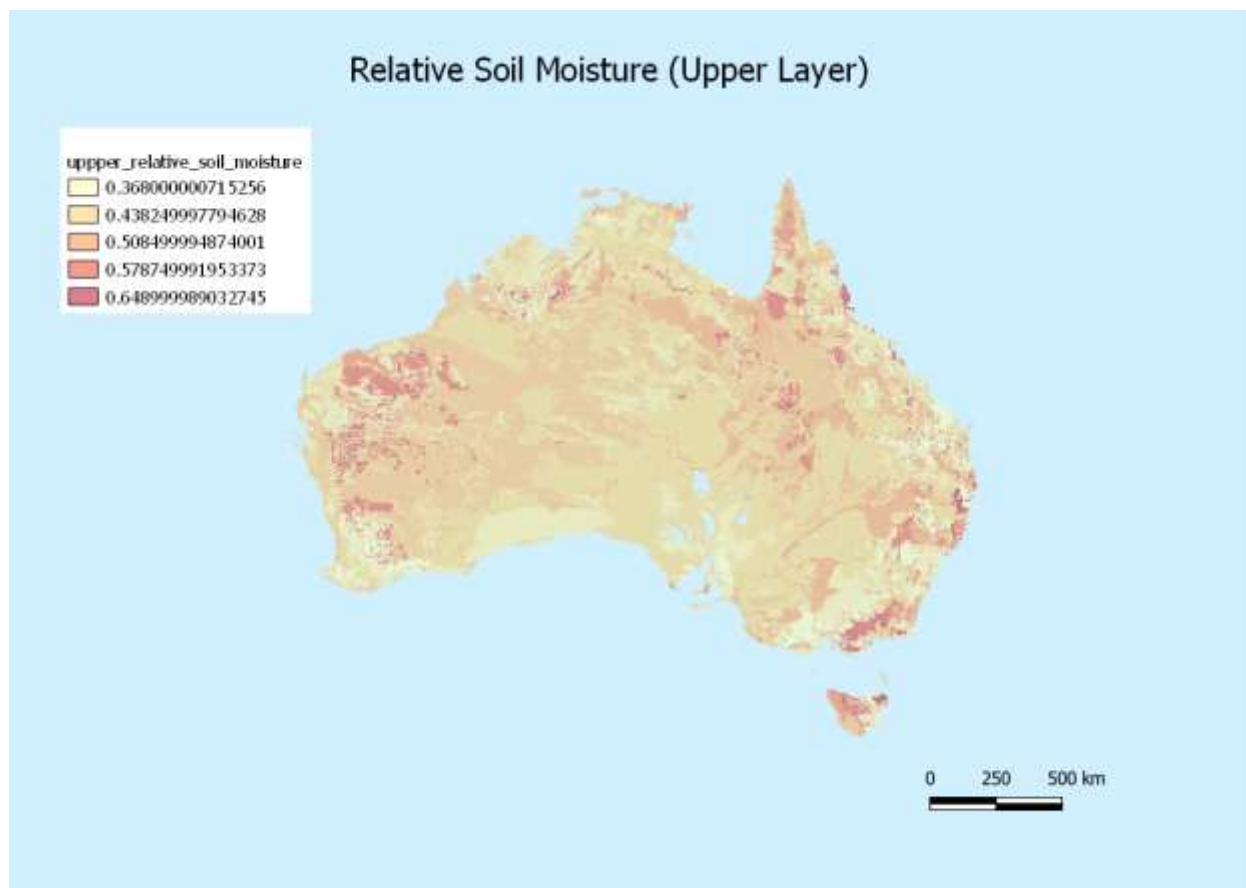 Relative Soil Moisture (Upper Layer)
uppper_relative_soil_moisture
0.368000000715256
0.438249997794628
0.508499994874001
0.578749991953373
0.648999989032745
0 250 500 km